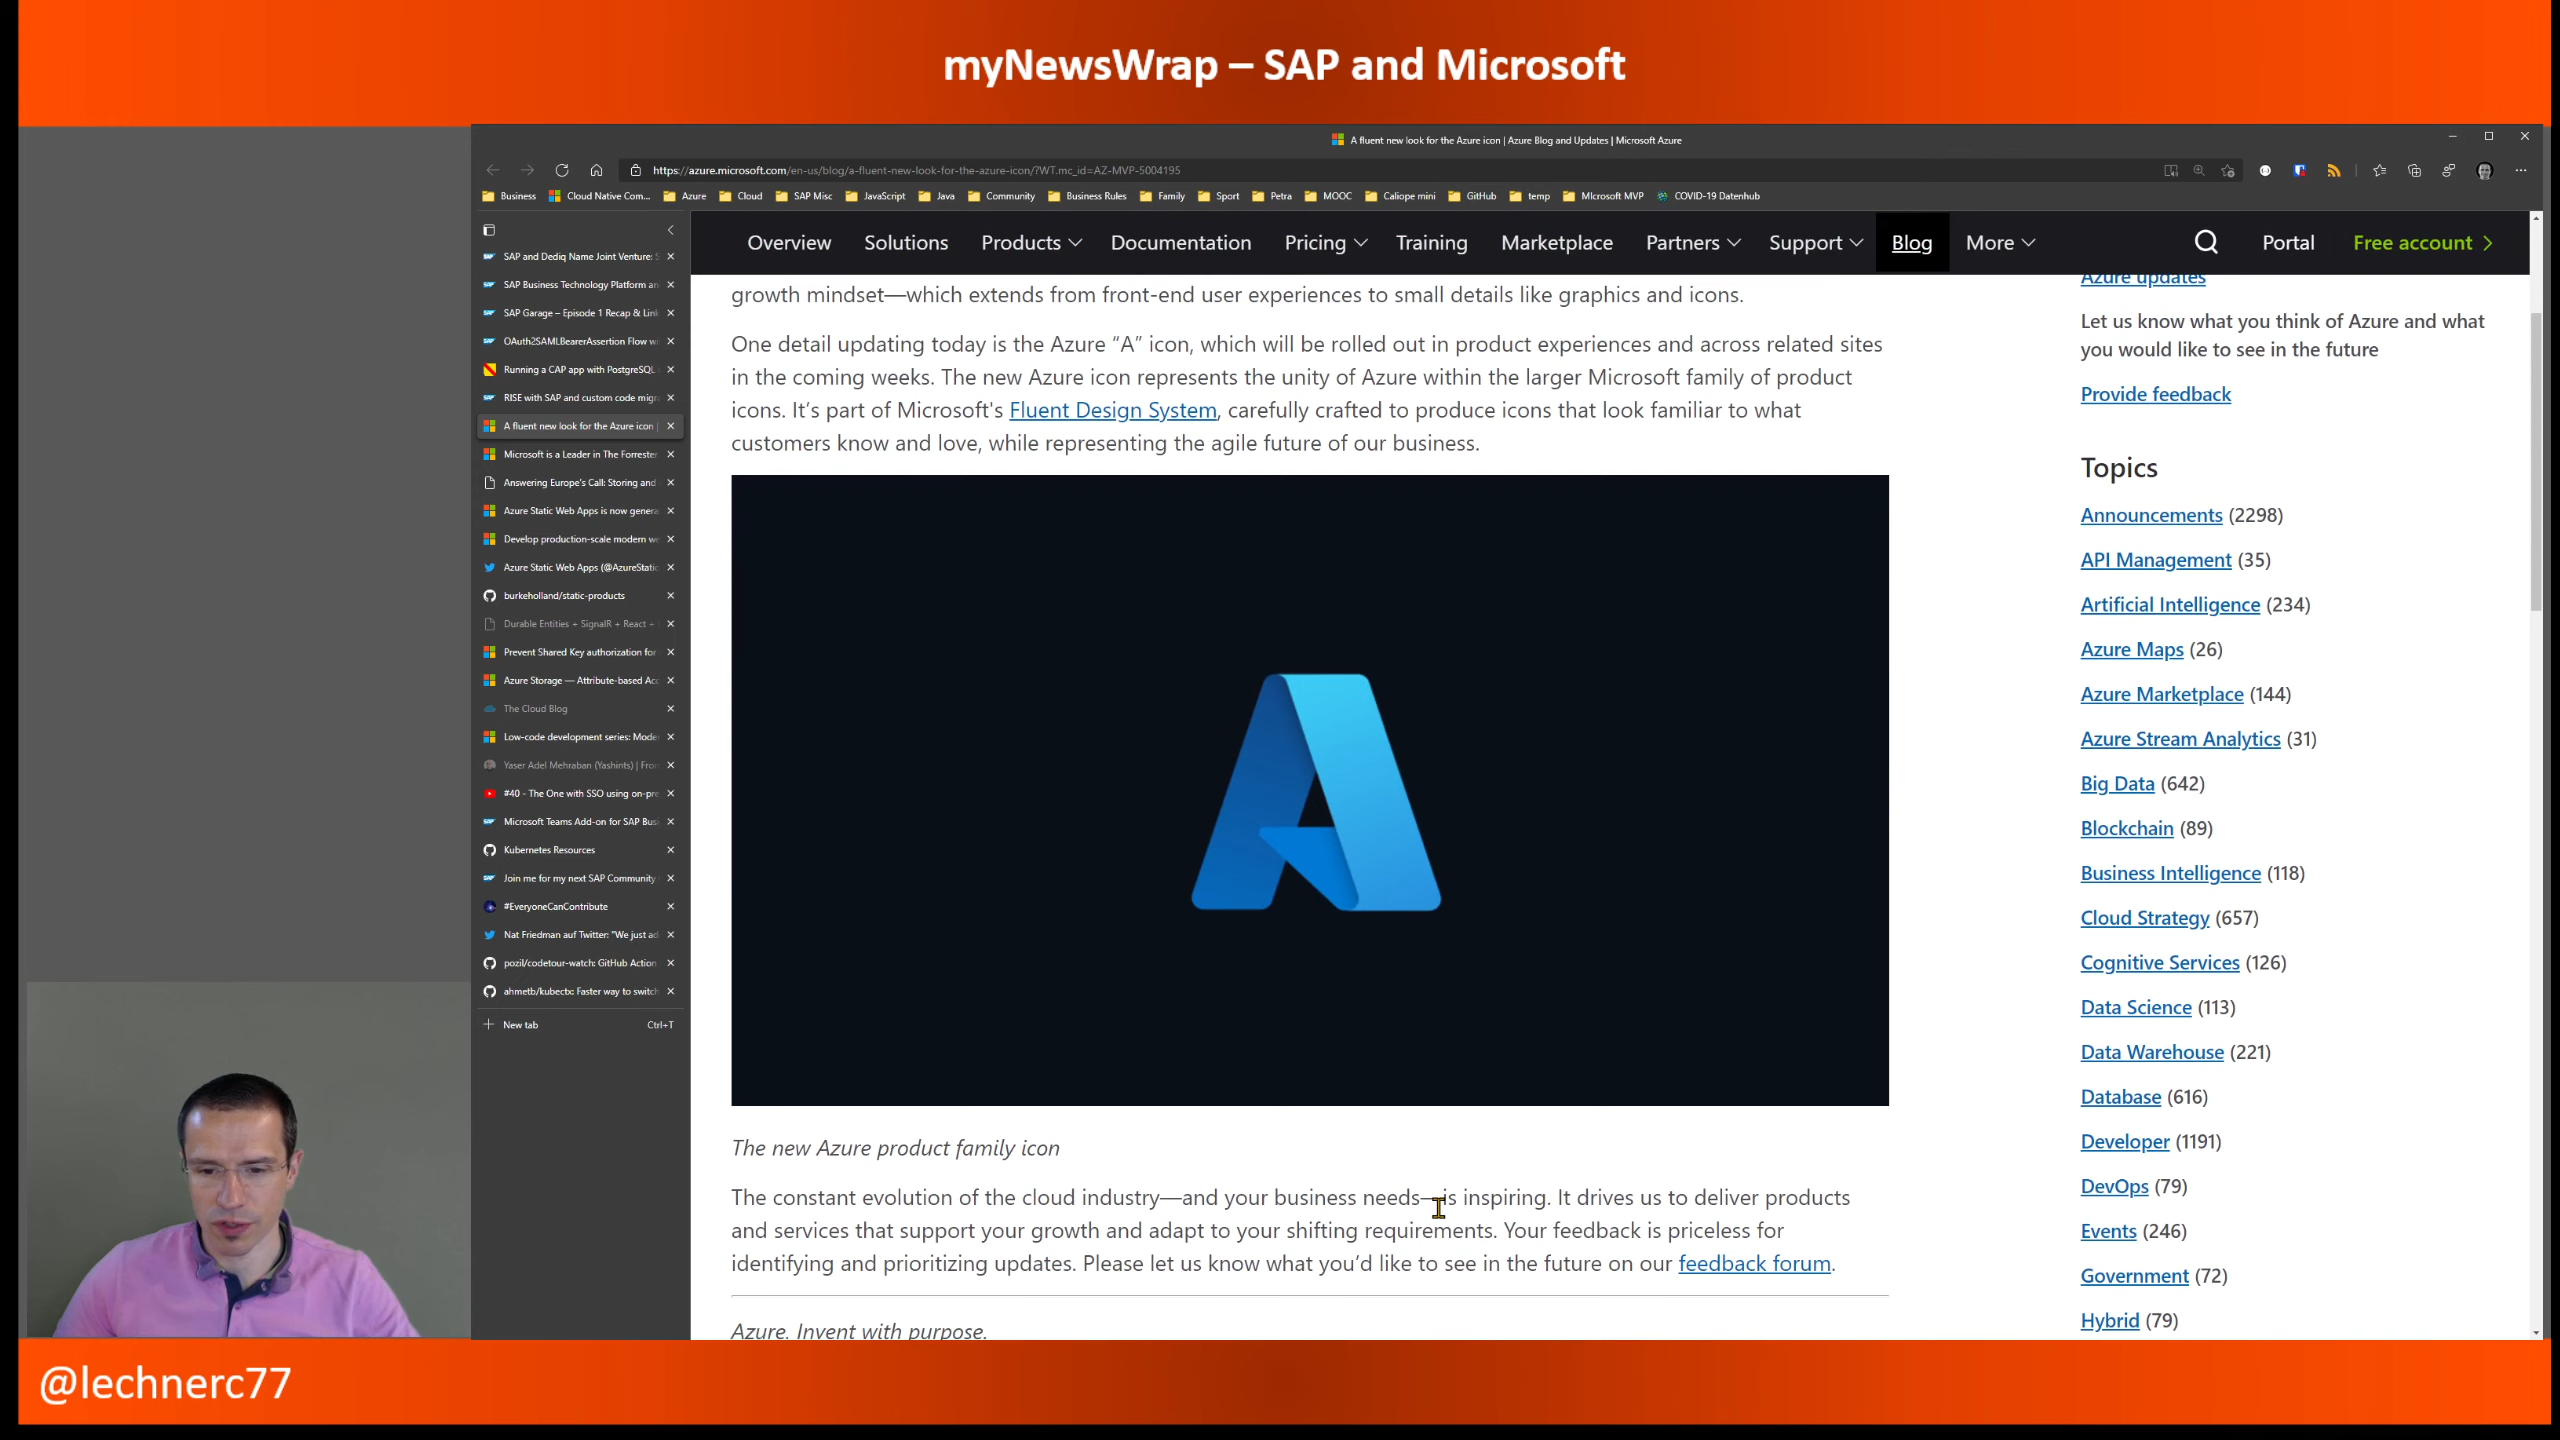 myNewsWrap – SAP and Microsoft
A fluent new look for the Azure icon | Azure Blog and Updates | Microsoft Azure
https://azure.microsoft.com/en-us/blog/a-fluent-new-look-for-the-azure-icon/?WT.mc_id=AZ-MVP-5004195
Business
Cloud Native Com...
Azure
Cloud
SAP Misc
JavaScript
Java
Community
Business Rules
Family
Sport
Petra
MOOC
Caliope mini
GitHub
temp
MIcrosoft MVP
COVID-19 Datenhub
SAP and Dediq Name Joint Venture: S
SAP Business Technology Platform an
SAP Garage – Episode 1 Recap & Link
OAuth2SAMLBearerAssertion Flow wi
Running a CAP app with PostgreSQL
RISE with SAP and custom code migra
A fluent new look for the Azure icon |
Microsoft is a Leader in The Forrester
Answering Europe's Call: Storing and
Azure Static Web Apps is now genera
Develop production-scale modern we
Azure Static Web Apps (@AzureStatic
burkeholland/static-products
Durable Entities + SignalR + React +
Prevent Shared Key authorization for
Azure Storage — Attribute-based Acc
The Cloud Blog
Low-code development series: Mode
Yaser Adel Mehraban (Yashints) | Fron
#40 - The One with SSO using on-pre
Microsoft Teams Add-on for SAP Busi
Kubernetes Resources
Join me for my next SAP Community
#EveryoneCanContribute
Nat Friedman auf Twitter: "We just ad
pozil/codetour-watch: GitHub Action
ahmetb/kubectx: Faster way to switch
New tab Ctrl+T
Overview Solutions Products Documentation Pricing Training Marketplace Partners Support Blog More Portal Free account
growth mindset—which extends from front-end user experiences to small details like graphics and icons.
One detail updating today is the Azure “A” icon, which will be rolled out in product experiences and across related sites
in the coming weeks. The new Azure icon represents the unity of Azure within the larger Microsoft family of product
icons. It’s part of Microsoft's Fluent Design System, carefully crafted to produce icons that look familiar to what
customers know and love, while representing the agile future of our business.
The new Azure product family icon
The constant evolution of the cloud industry—and your business needs—is inspiring. It drives us to deliver products
and services that support your growth and adapt to your shifting requirements. Your feedback is priceless for
identifying and prioritizing updates. Please let us know what you’d like to see in the future on our feedback forum.
Azure. Invent with purpose.
Azure updates
Let us know what you think of Azure and what
you would like to see in the future
Provide feedback
Topics
Announcements (2298)
API Management (35)
Artificial Intelligence (234)
Azure Maps (26)
Azure Marketplace (144)
Azure Stream Analytics (31)
Big Data (642)
Blockchain (89)
Business Intelligence (118)
Cloud Strategy (657)
Cognitive Services (126)
Data Science (113)
Data Warehouse (221)
Database (616)
Developer (1191)
DevOps (79)
Events (246)
Government (72)
Hybrid (79)
@lechnerc77